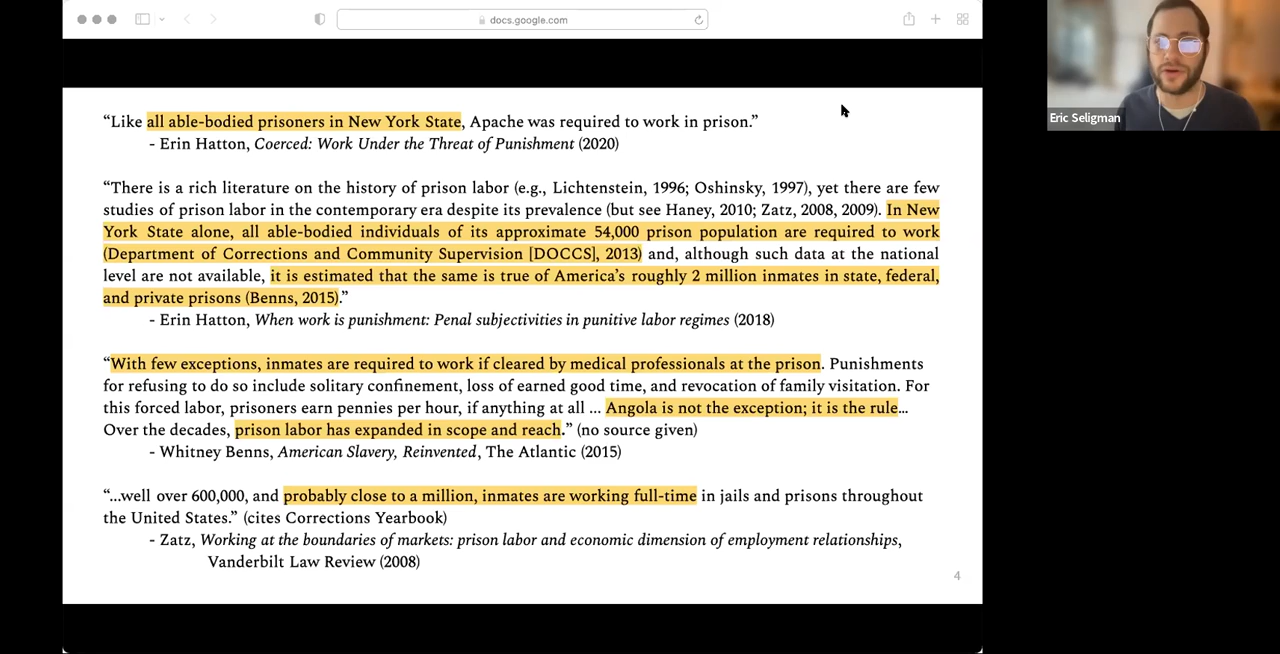 docs.google.com
Eric Seligman
“Like all able-bodied prisoners in New York State, Apache was required to work in prison.”
- Erin Hatton, Coerced: Work Under the Threat of Punishment (2020)
“There is a rich literature on the history of prison labor (e.g., Lichtenstein, 1996; Oshinsky, 1997), yet there are few
studies of prison labor in the contemporary era despite its prevalence (but see Haney, 2010; Zatz, 2008, 2009). In New
York State alone, all able-bodied individuals of its approximate 54,000 prison population are required to work
(Department of Corrections and Community Supervision [DOCCS], 2013) and, although such data at the national
level are not available, it is estimated that the same is true of America’s roughly 2 million inmates in state, federal,
and private prisons (Benns, 2015).”
- Erin Hatton, When work is punishment: Penal subjectivities in punitive labor regimes (2018)
“With few exceptions, inmates are required to work if cleared by medical professionals at the prison. Punishments
for refusing to do so include solitary confinement, loss of earned good time, and revocation of family visitation. For
this forced labor, prisoners earn pennies per hour, if anything at all ... Angola is not the exception; it is the rule...
Over the decades, prison labor has expanded in scope and reach.” (no source given)
- Whitney Benns, American Slavery, Reinvented, The Atlantic (2015)
“...well over 600,000, and probably close to a million, inmates are working full-time in jails and prisons throughout
the United States.” (cites Corrections Yearbook)
- Zatz, Working at the boundaries of markets: prison labor and economic dimension of employment relationships,
Vanderbilt Law Review (2008)
4